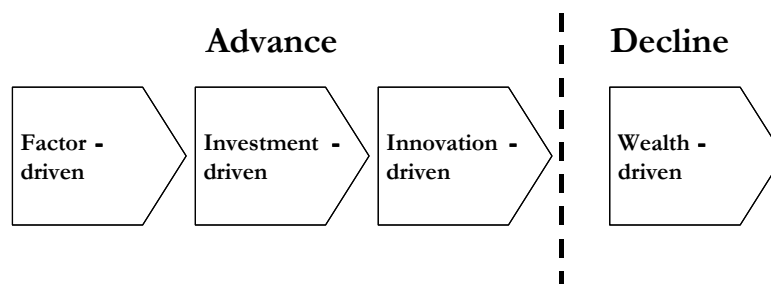 Advance
Decline
Factor -
driven
Investment -
driven
Innovation -
driven
Wealth -
driven